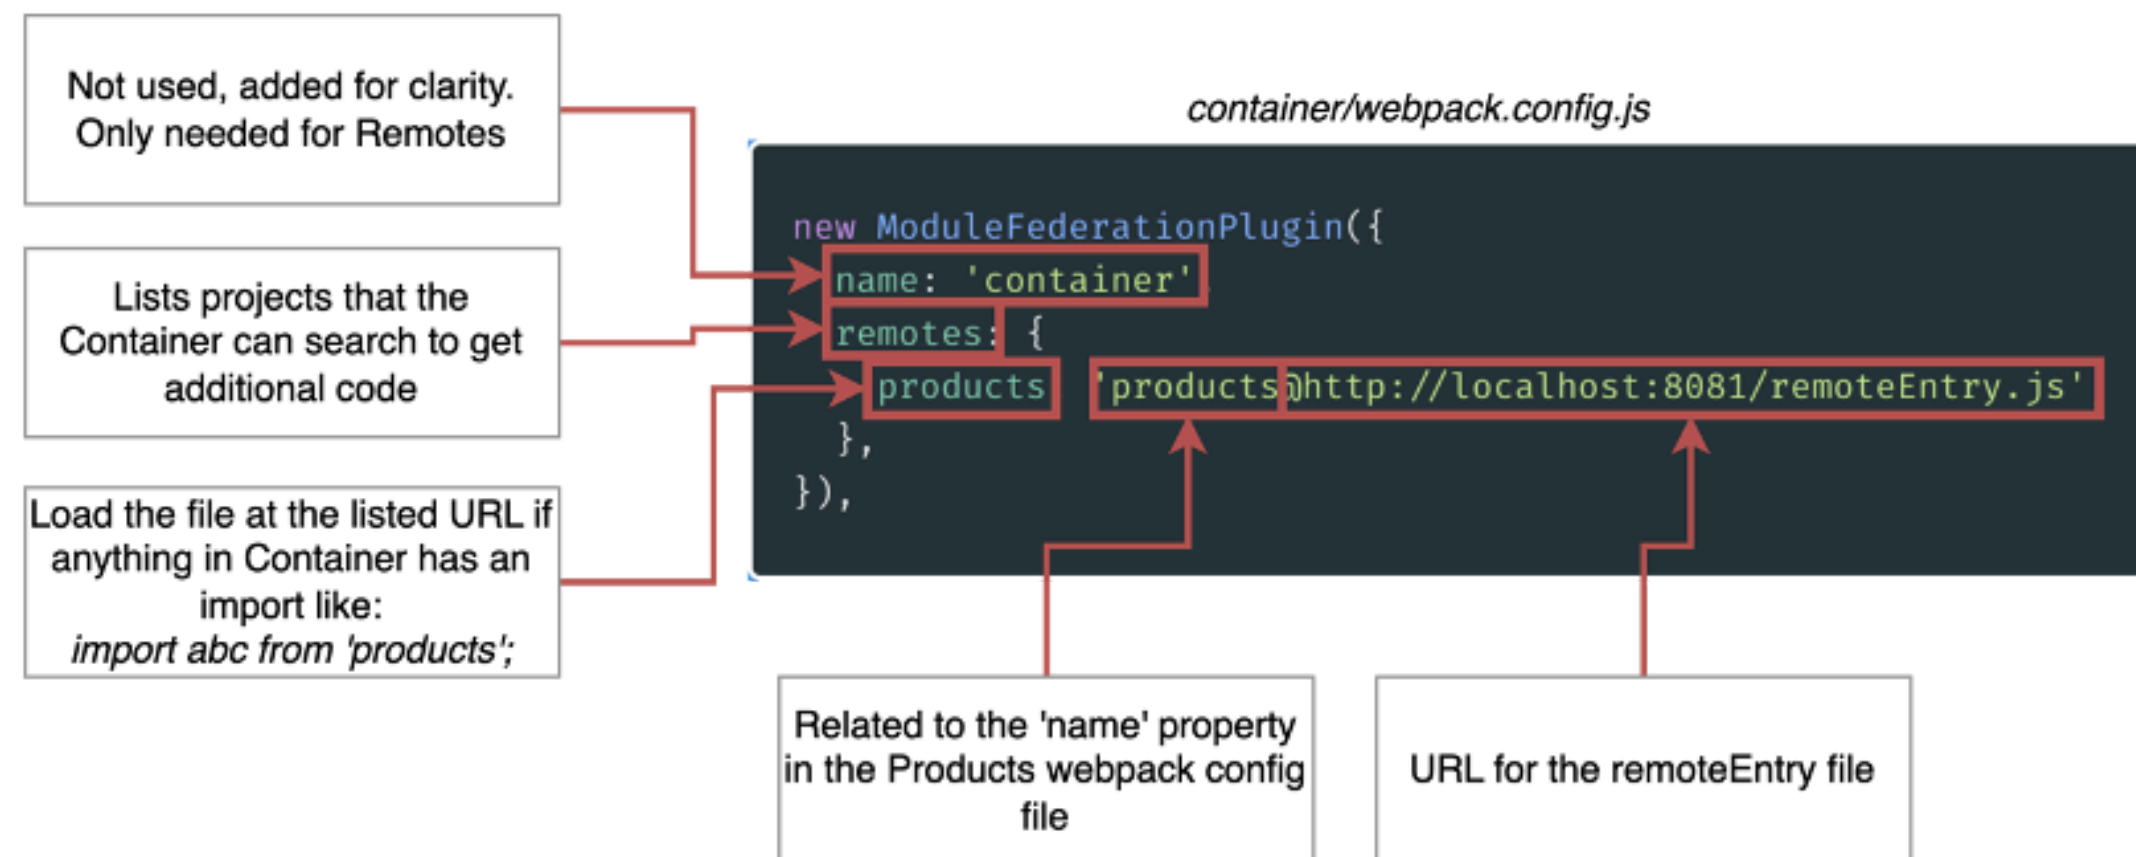 Not used, added for clarity.
Only needed for Remotes
Lists projects that the
Container can search to get
additional code
Load the file at the listed URL if
anything in Container has an
import like:
import abc from 'products';
container/webpack.config.js
new ModuleFederationPlugin({
name: 'container'
remotes: {
products 'products@http://localhost:8081/remoteEntry.js'
},
}),
Related to the 'name' property
in the Products webpack config
file
URL for the remoteEntry file